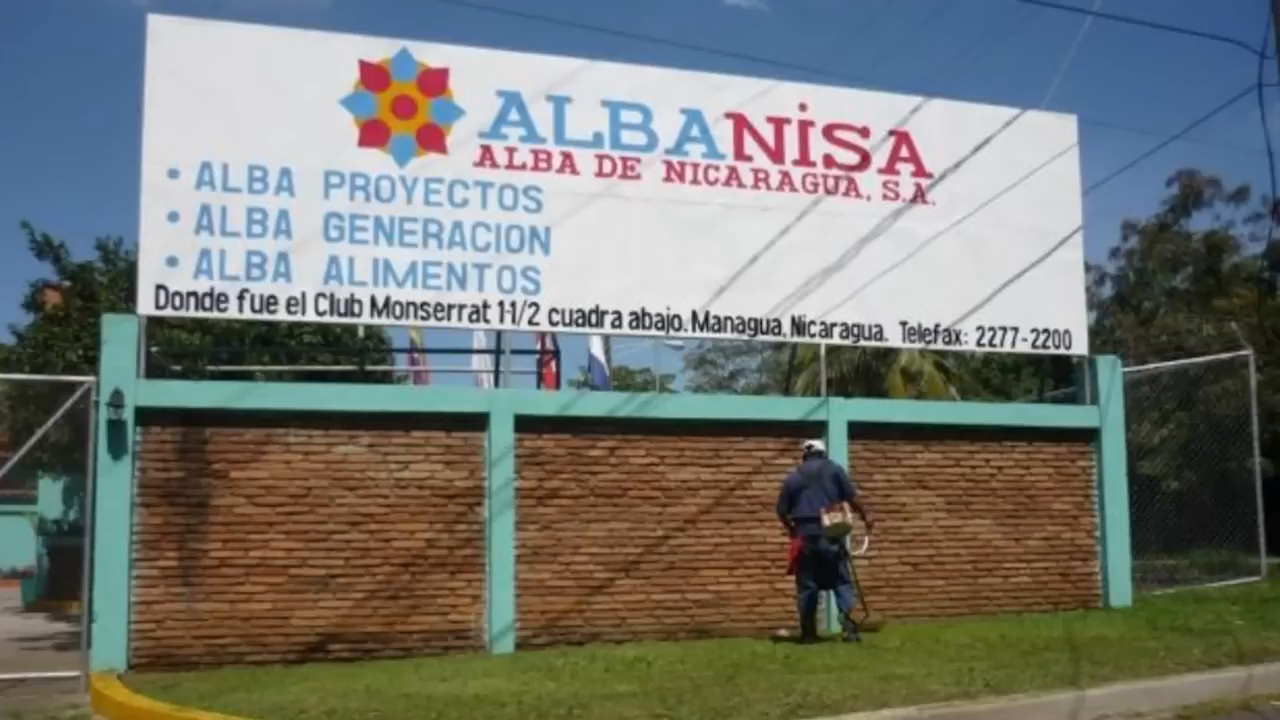 ALBANiSA
ALBA DE NICARAGUA, S.A.
• ALBA PROYECTOS
• ALBA GENERACION
• ALBA ALIMENTOS
Donde fue el Club Monserrat 1-1/2 cuadra abajo. Managua, Nicaragua. Telefax: 2277-2200